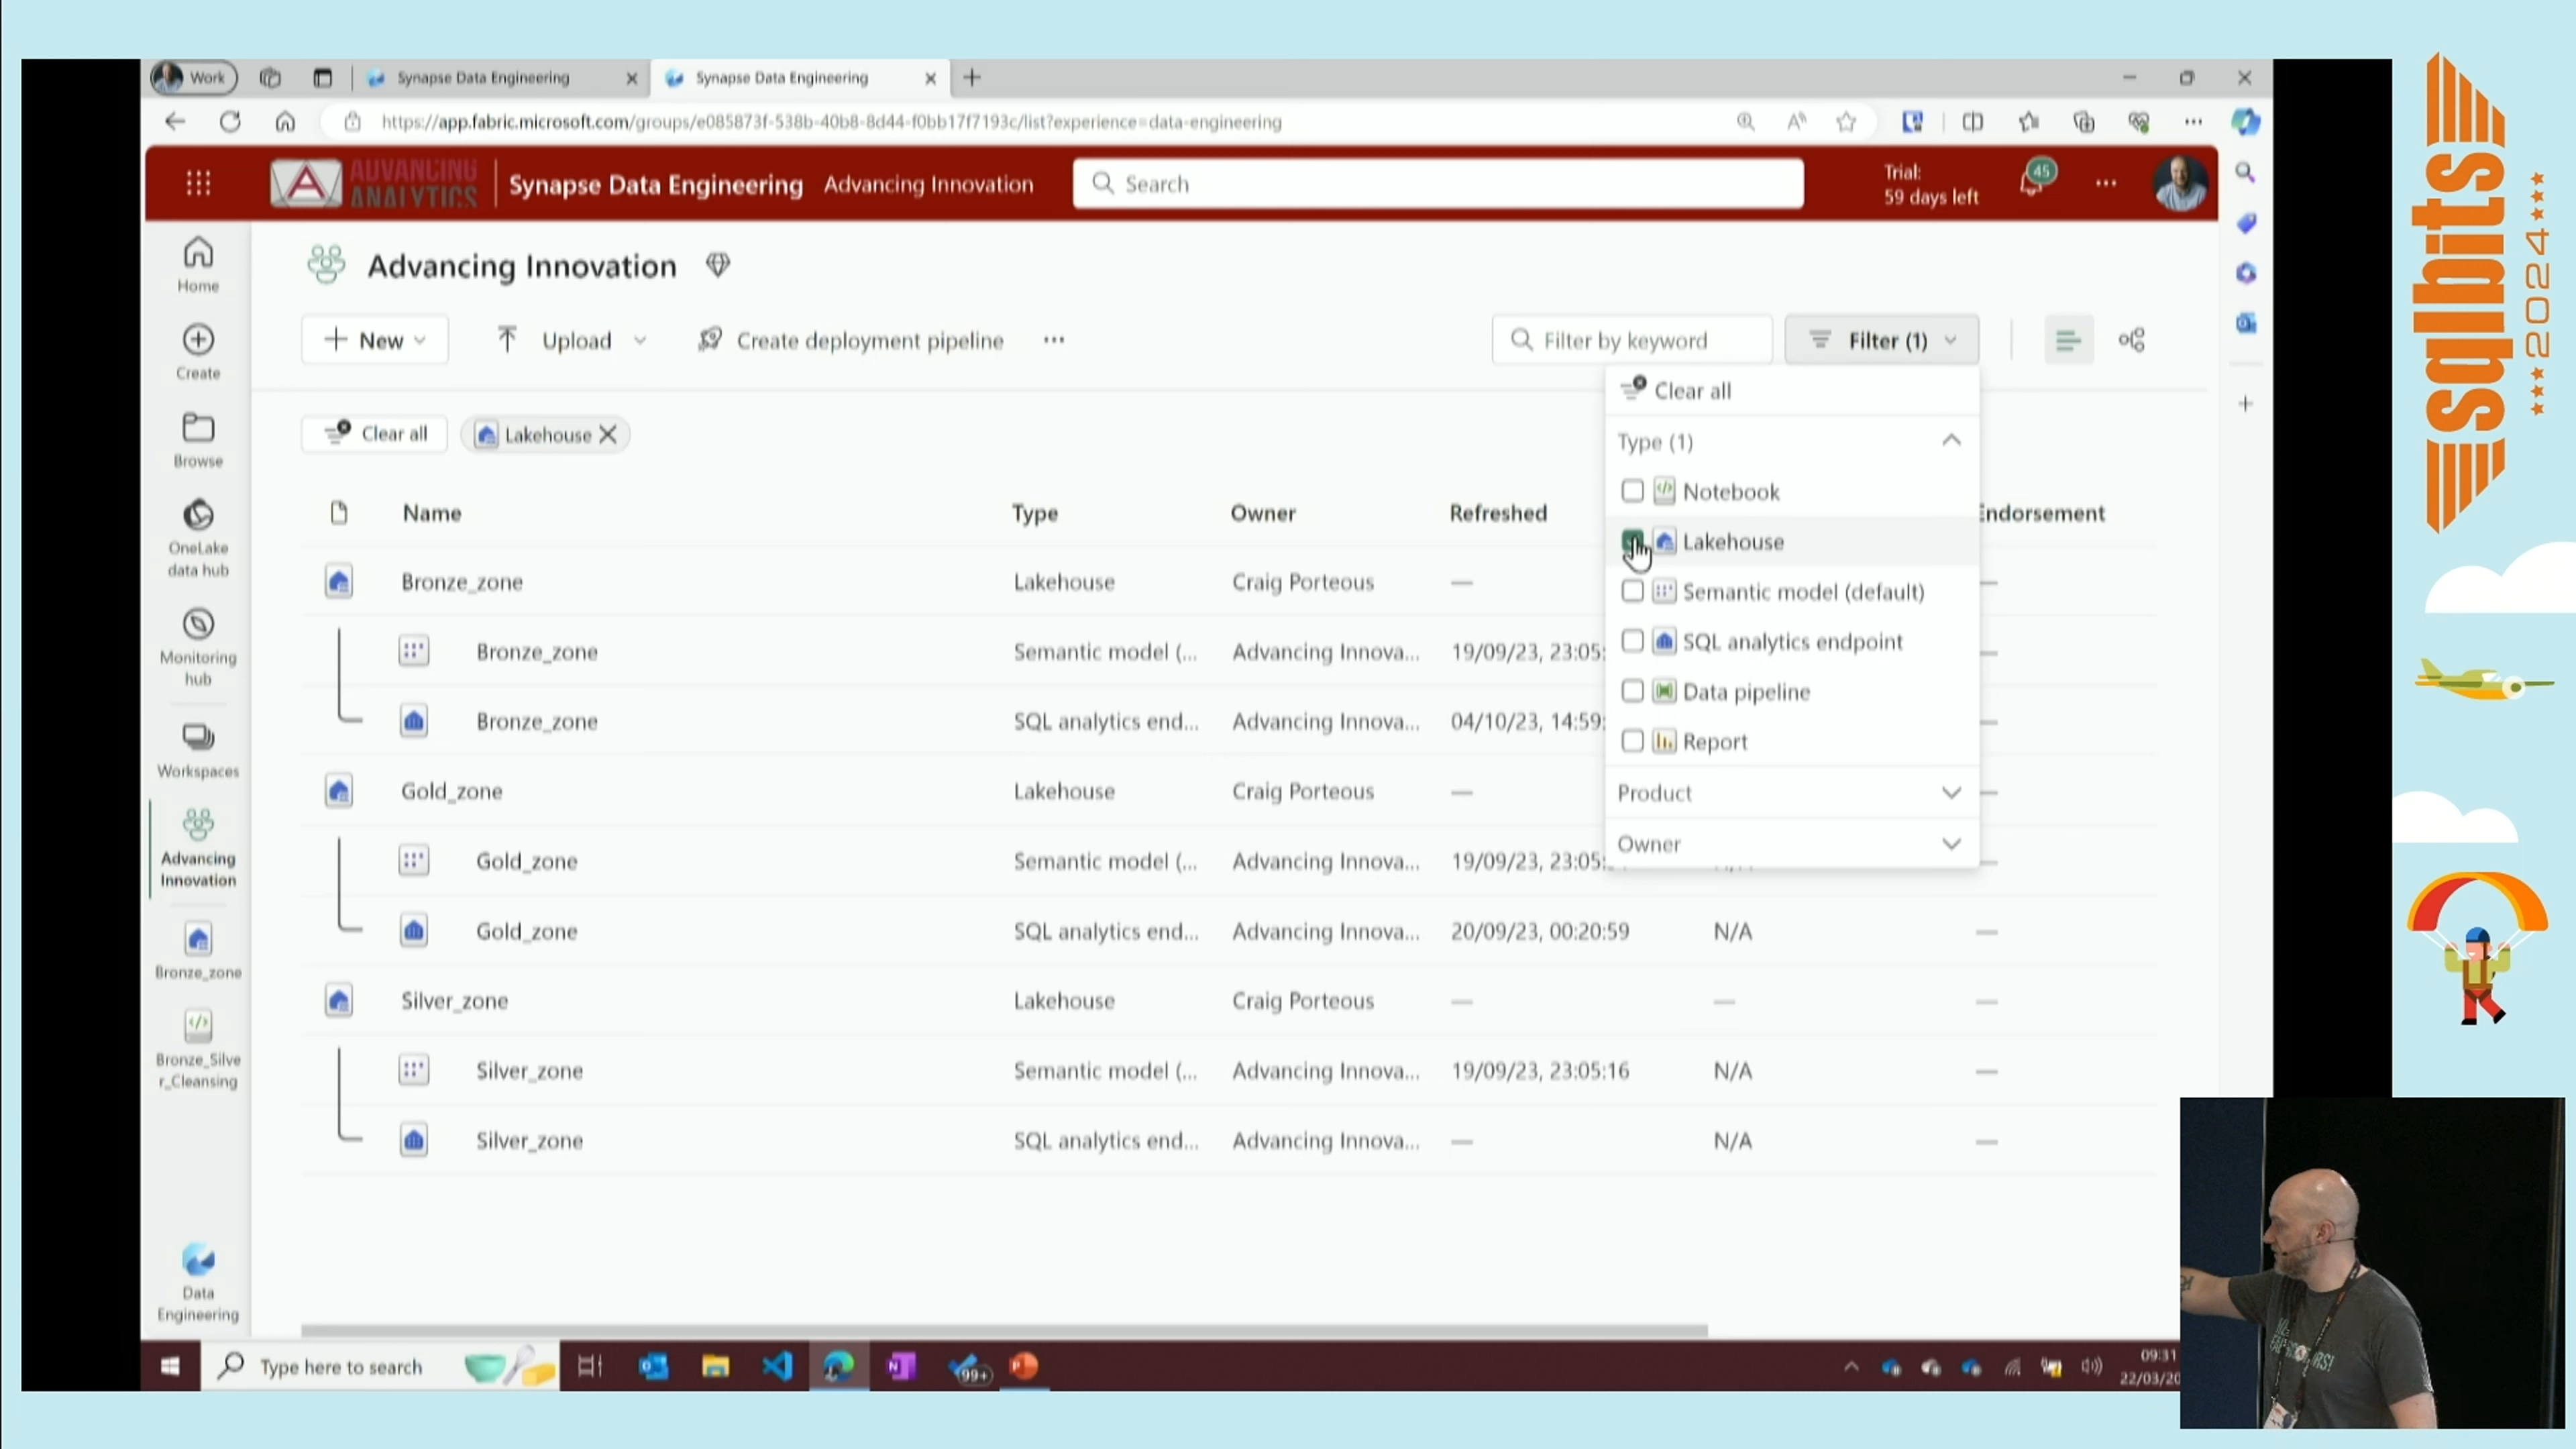 Work
Synapse Data Engineering
Synapse Data Engineering
https://app.fabric.microsoft.com/groups/e085873f-538b-40b8-8d44-f0bb17f7193c/list?experience=data-engineering
ADVANCING
ANALYTICS
Synapse Data Engineering
Advancing Innovation
Search
Trial:
59 days left
45
Home
Create
Browse
OneLake
data hub
Monitoring
hub
Workspaces
Advancing
Innovation
Bronze_zone
Bronze_Silve
r_Cleansing
Data
Engineering
Advancing Innovation
New
Upload
Create deployment pipeline
Filter by keyword
Filter (1)
Clear all
Lakehouse
Clear all
Type (1)
Notebook
Lakehouse
Semantic model (default)
SQL analytics endpoint
Data pipeline
Report
Product
Owner
Name Type Owner Refreshed Endorsement
Bronze_zone Lakehouse Craig Porteous —
Bronze_zone Semantic model (... Advancing Innova... 19/09/23, 23:05:
Bronze_zone SQL analytics end... Advancing Innova... 04/10/23, 14:59:
Gold_zone Lakehouse Craig Porteous —
Gold_zone Semantic model (... Advancing Innova... 19/09/23, 23:05:
Gold_zone SQL analytics end... Advancing Innova... 20/09/23, 00:20:59 N/A —
Silver_zone Lakehouse Craig Porteous — — —
Silver_zone Semantic model (... Advancing Innova... 19/09/23, 23:05:16 N/A —
Silver_zone SQL analytics end... Advancing Innova... — N/A —
Type here to search
99+
09:31
22/03/20
sqlbits
2024